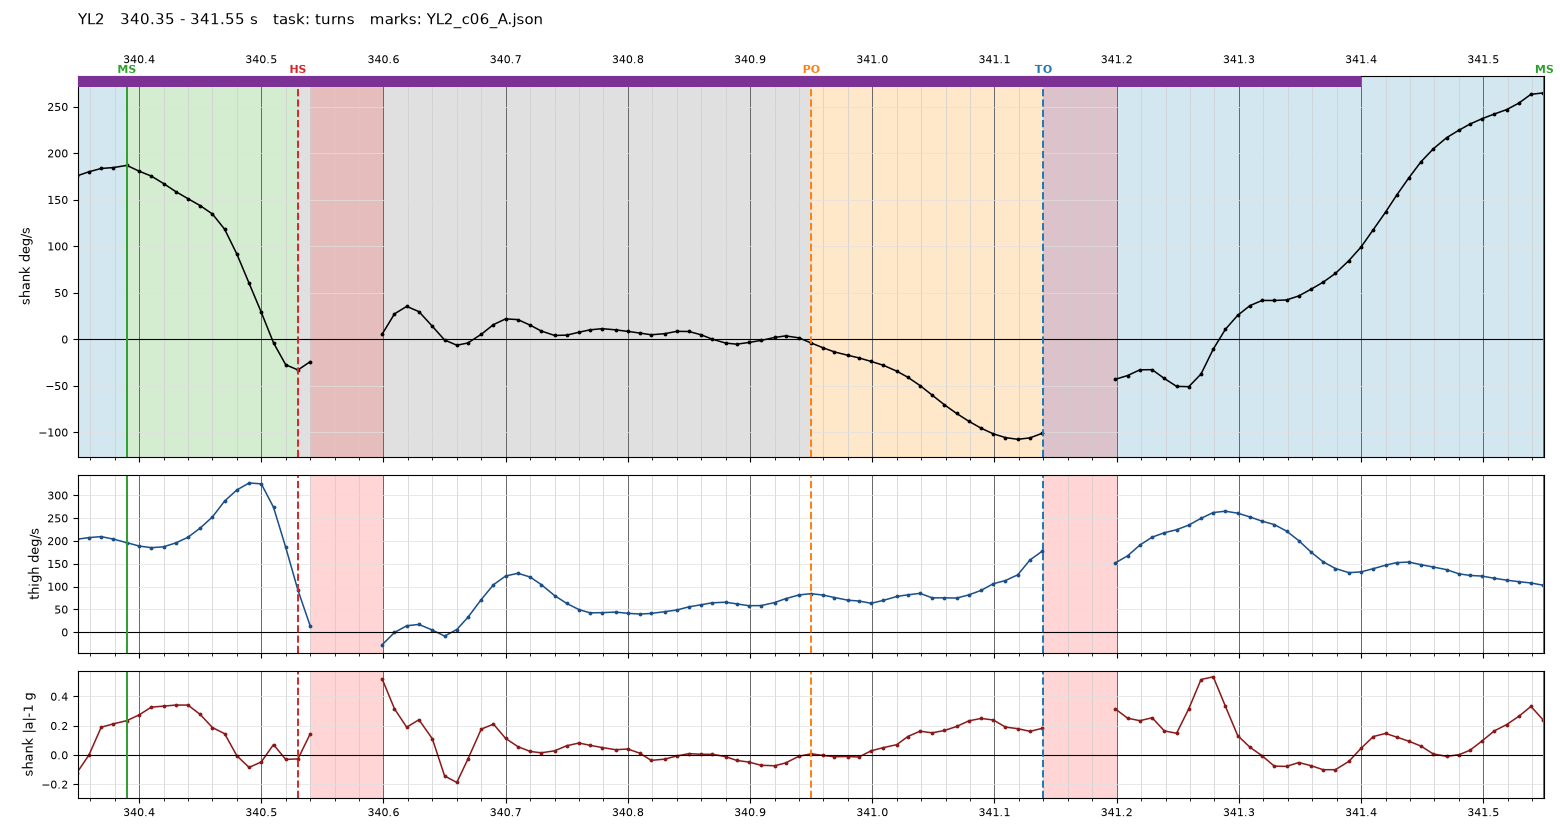 YL2   340.35 - 341.55 s   task: turns   marks: YL2_c06_A.json
340.4 340.5 340.6 340.7 340.8 340.9 341.0 341.1 341.2 341.3 341.4 341.5
MS HS PO TO MS
shank deg/s
250
200
150
100
50
0
−50
−100
thigh deg/s
300
250
200
150
100
50
0
shank |a|-1 g
0.4
0.2
0.0
−0.2
340.4 340.5 340.6 340.7 340.8 340.9 341.0 341.1 341.2 341.3 341.4 341.5